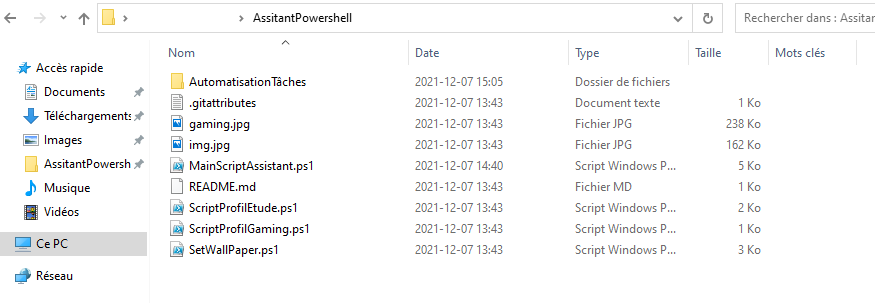 AssitantPowershell
Rechercher dans : Assitar
Nom Date Type Taille Mots clés
Accès rapide
Documents
Téléchargements
Images
AssitantPowersh
Musique
Vidéos
Ce PC
Réseau
AutomatisationTâches 2021-12-07 15:05 Dossier de fichiers
.gitattributes 2021-12-07 13:43 Document texte 1 Ko
gaming.jpg 2021-12-07 13:43 Fichier JPG 238 Ko
img.jpg 2021-12-07 13:43 Fichier JPG 162 Ko
MainScriptAssistant.ps1 2021-12-07 14:40 Script Windows P... 5 Ko
README.md 2021-12-07 13:43 Fichier MD 1 Ko
ScriptProfilEtude.ps1 2021-12-07 13:43 Script Windows P... 2 Ko
ScriptProfilGaming.ps1 2021-12-07 13:43 Script Windows P... 1 Ko
SetWallPaper.ps1 2021-12-07 13:43 Script Windows P... 3 Ko